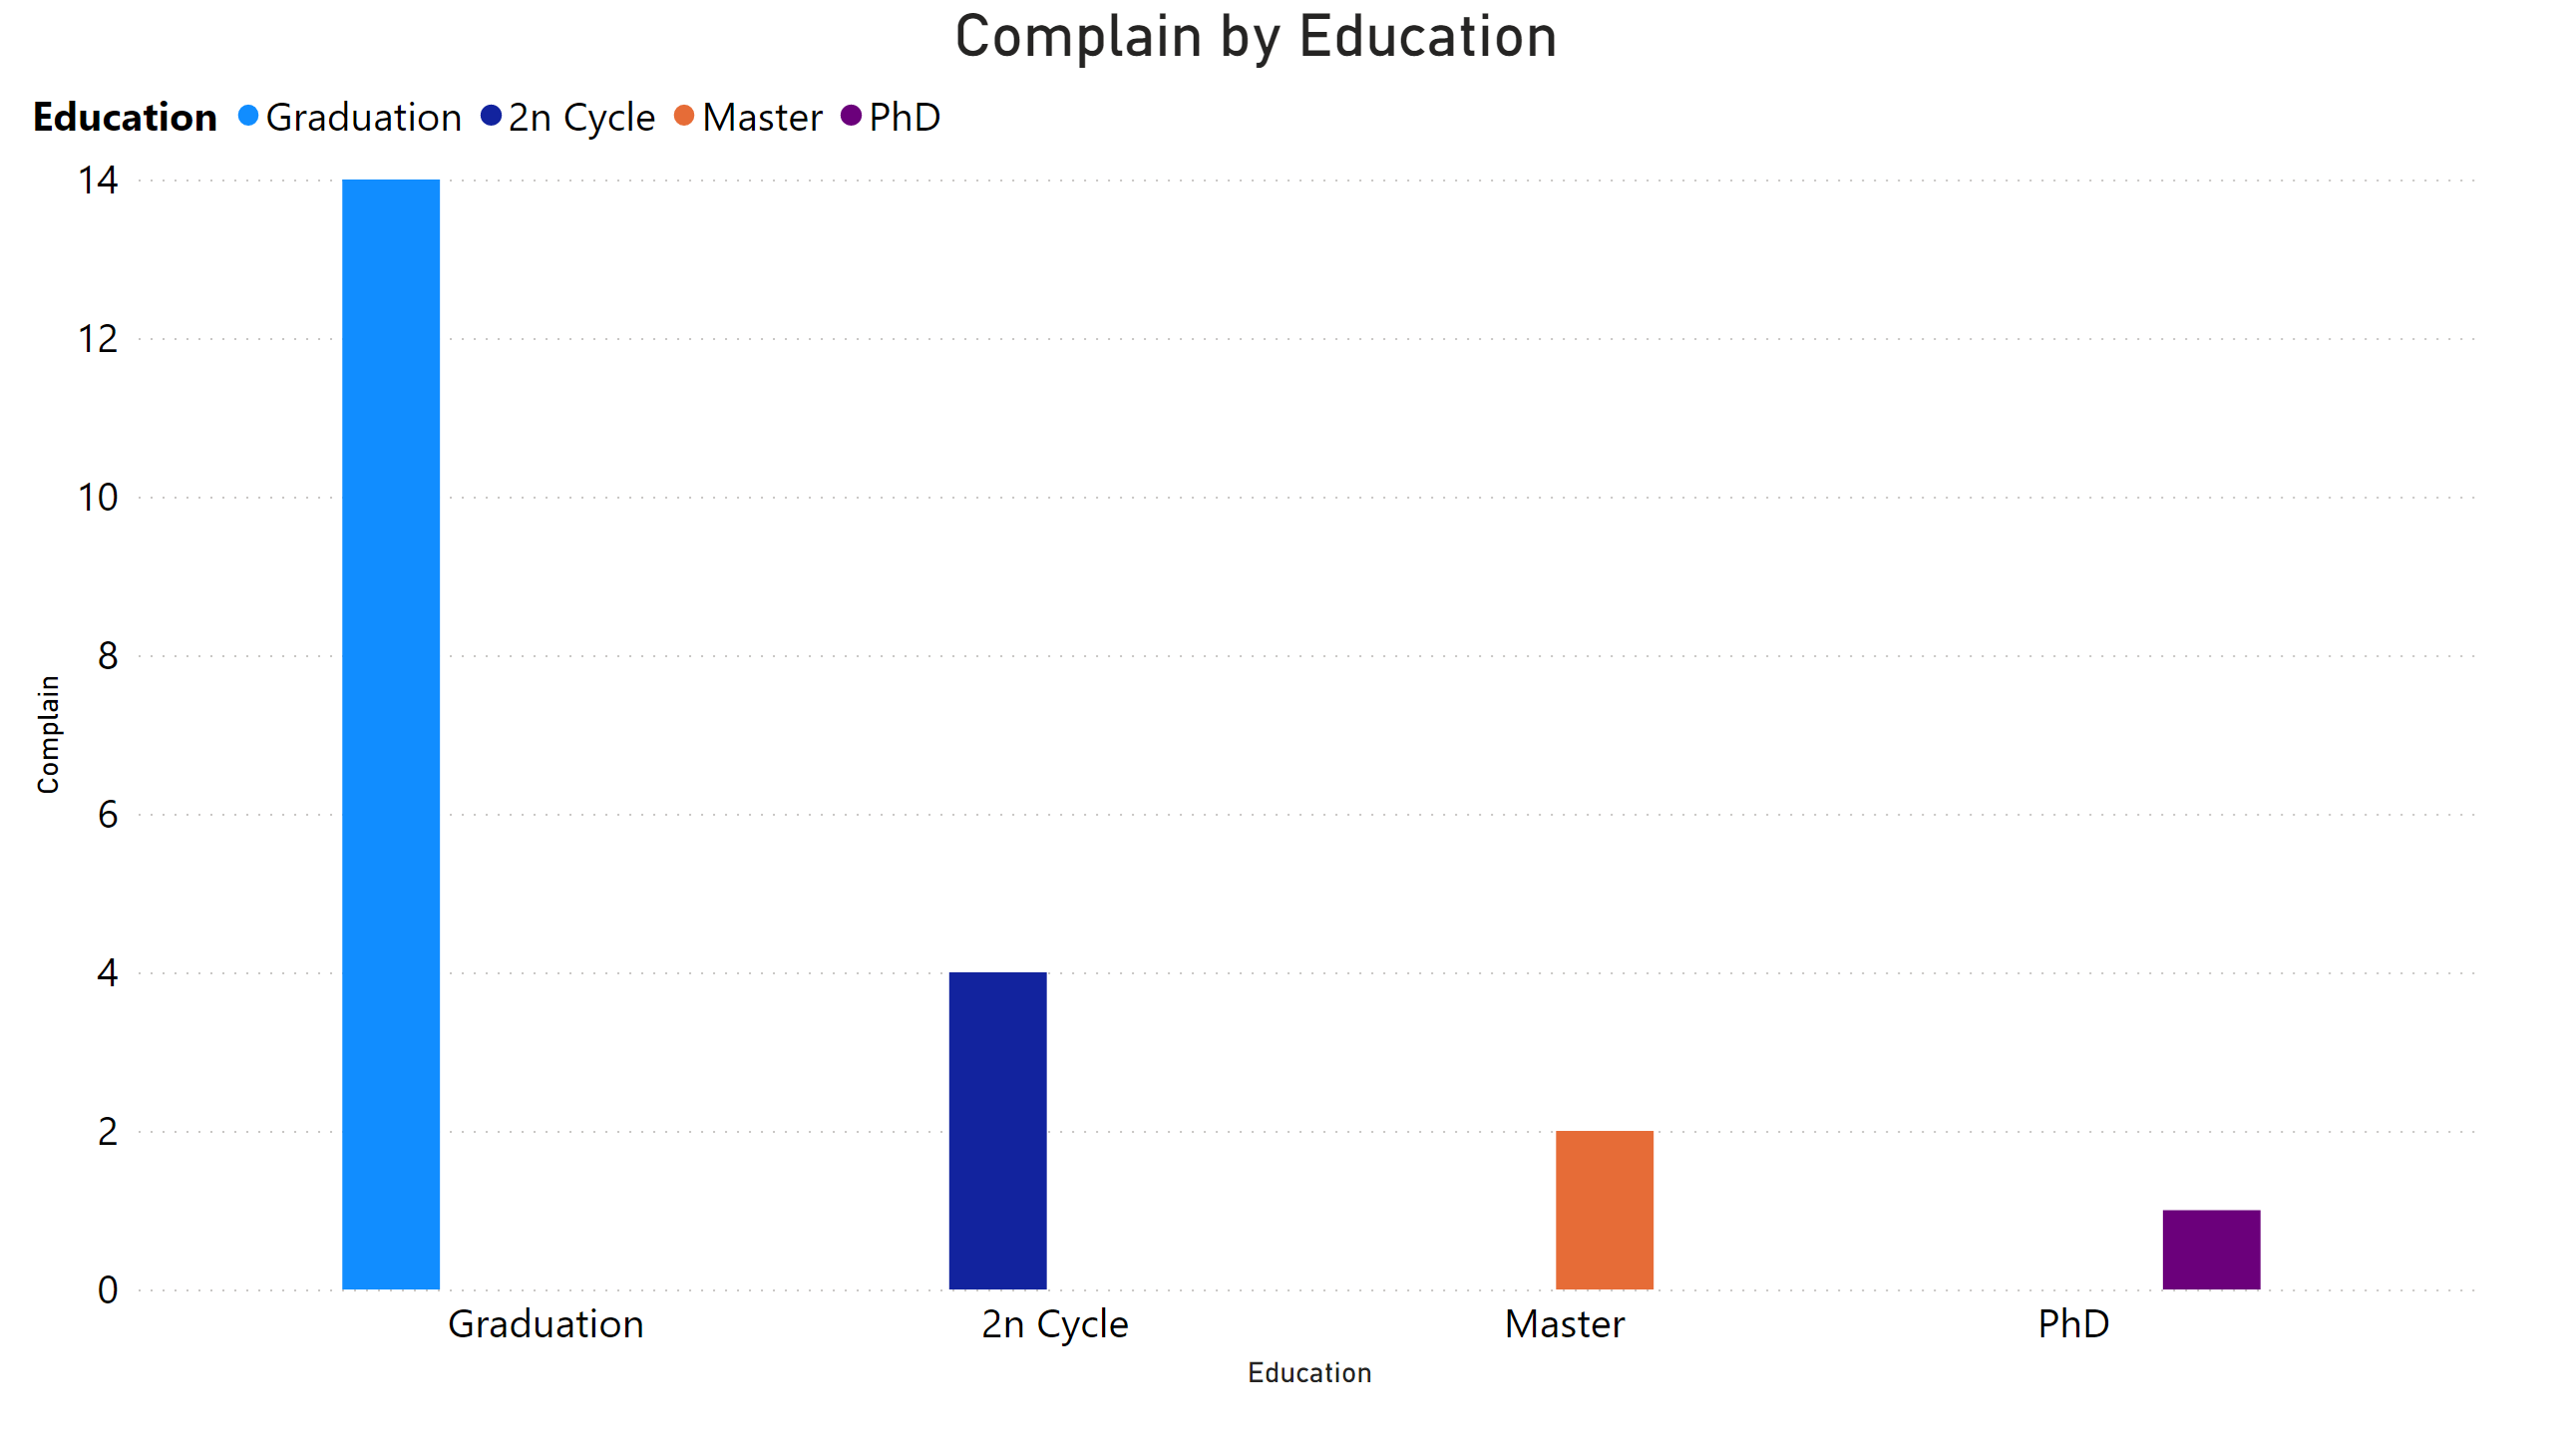 Complain by Education
Education Graduation 2n Cycle Master PhD
14
12
10
8
6
4
2
0
Complain
Graduation 2n Cycle Master PhD
Education